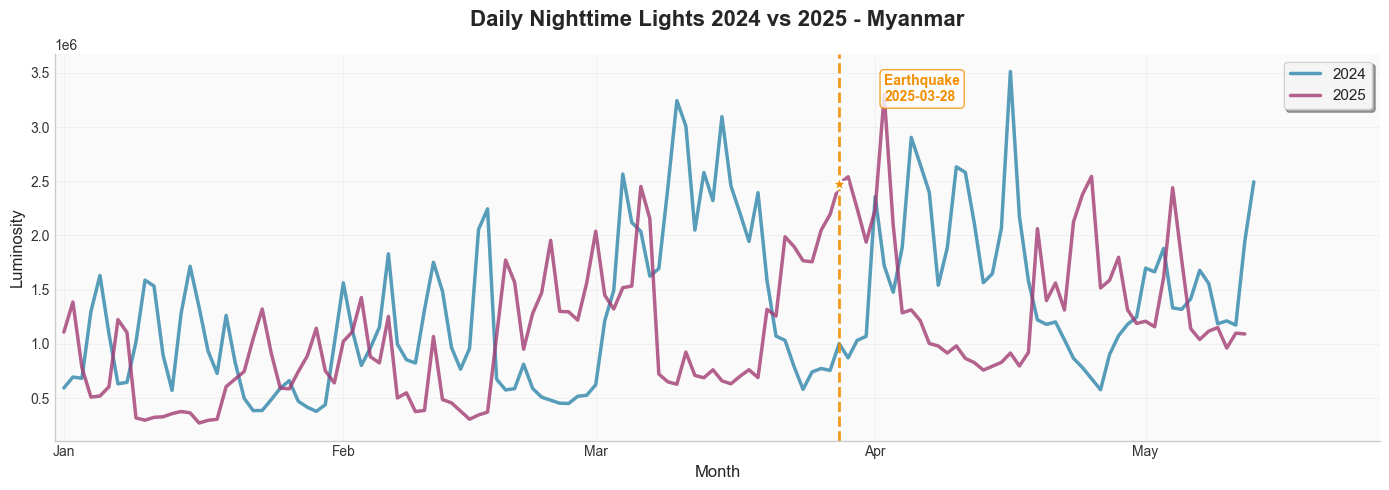 Daily Nighttime Lights 2024 vs 2025 - Myanmar
1e6
3.5
3.0
2.5
2.0
1.5
1.0
0.5
Luminosity
Earthquake
2025-03-28
2024
2025
Jan
Feb
Mar
Apr
May
Month